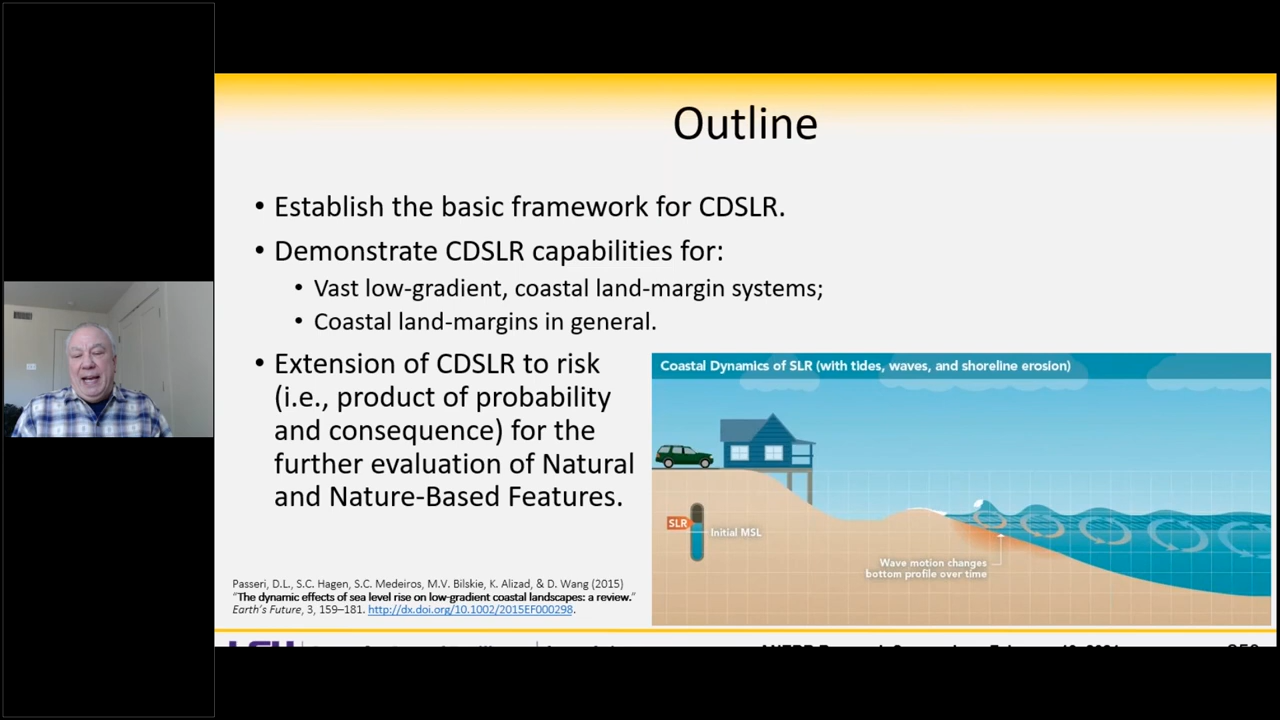 Outline
• Establish the basic framework for CDSLR.
• Demonstrate CDSLR capabilities for:
• Vast low-gradient, coastal land-margin systems;
• Coastal land-margins in general.
• Extension of CDSLR to risk
(i.e., product of probability
and consequence) for the
further evaluation of Natural
and Nature-Based Features.
Coastal Dynamics of SLR (with tides, waves, and shoreline erosion)
SLR
Initial MSL
Wave motion changes
bottom profile over time
Passeri, D.L., S.C. Hagen, S.C. Medeiros, M.V. Bilskie, K. Alizad, & D. Wang (2015)
"The dynamic effects of sea level rise on low-gradient coastal landscapes: a review."
Earth's Future, 3, 159–181. http://dx.doi.org/10.1002/2015EF000298.
LSU